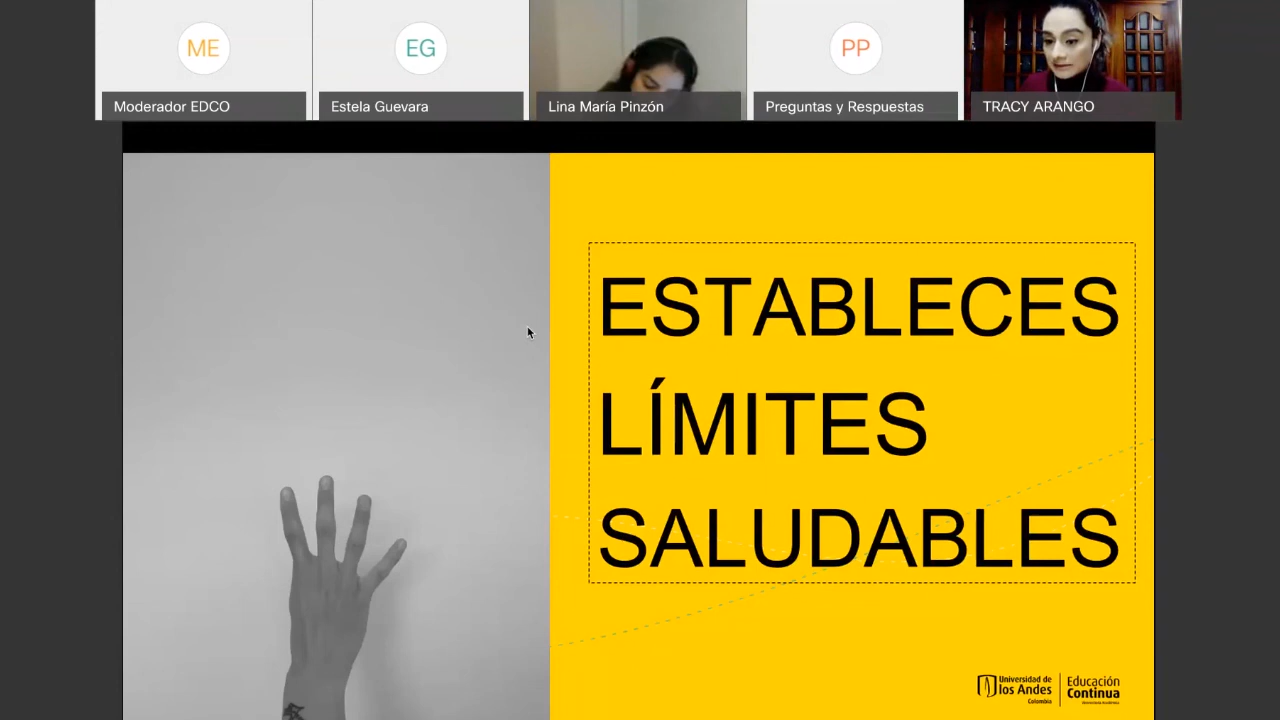 ME
EG
PP
Moderador EDCO
Estela Guevara
Lina María Pinzón
Preguntas y Respuestas
TRACY ARANGO
ESTABLECES
LÍMITES
SALUDABLES
Universidad de
los Andes
Colombia
Educación
Continua